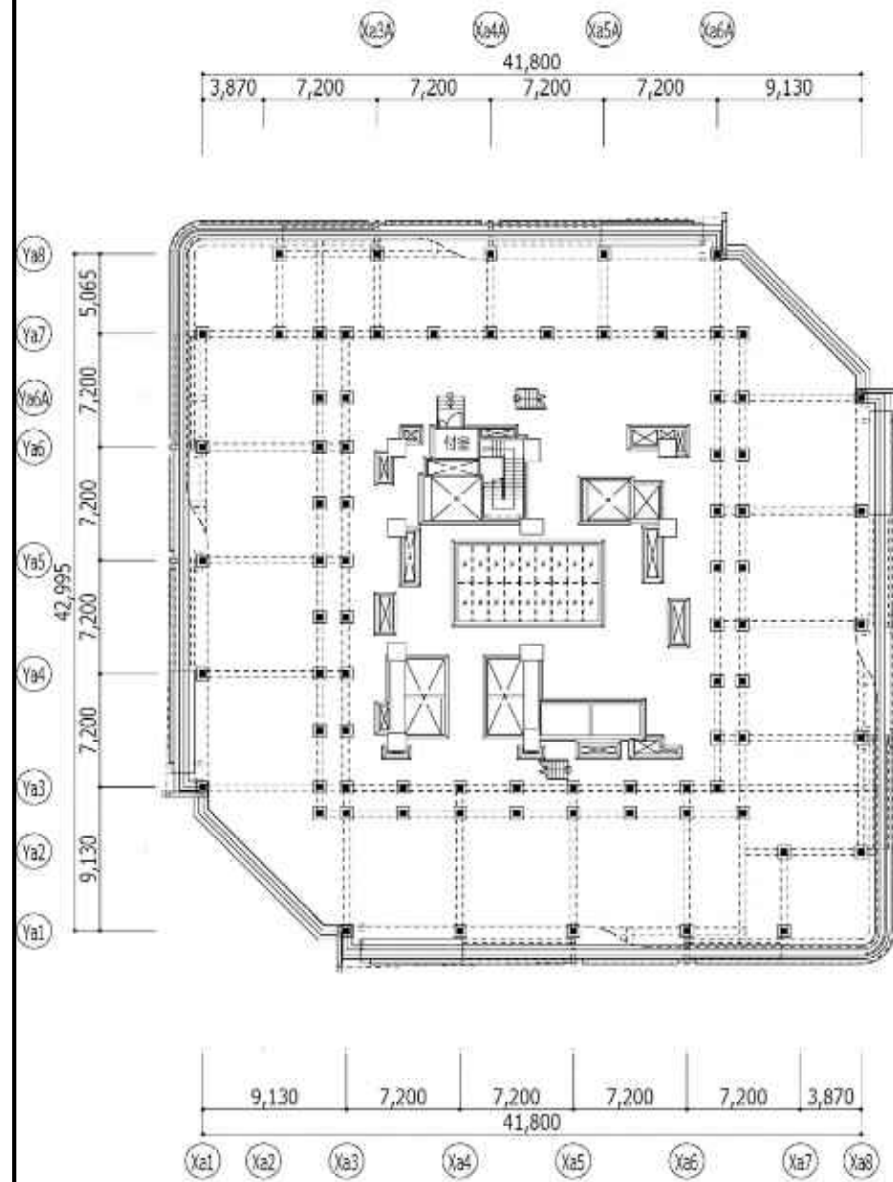 Xa3A Xa4A Xa5A Xa6A
41,800
3,870 7,200 7,200 7,200 7,200 9,130
Ya8
5,065
Ya7
7,200
Ya6A
Ya6
7,200
Ya5
42,995
7,200
Ya4
7,200
Ya3
9,130
Ya2
Ya1
9,130 7,200 7,200 7,200 7,200 3,870
41,800
Xa1 Xa2 Xa3 Xa4 Xa5 Xa6 Xa7 Xa8